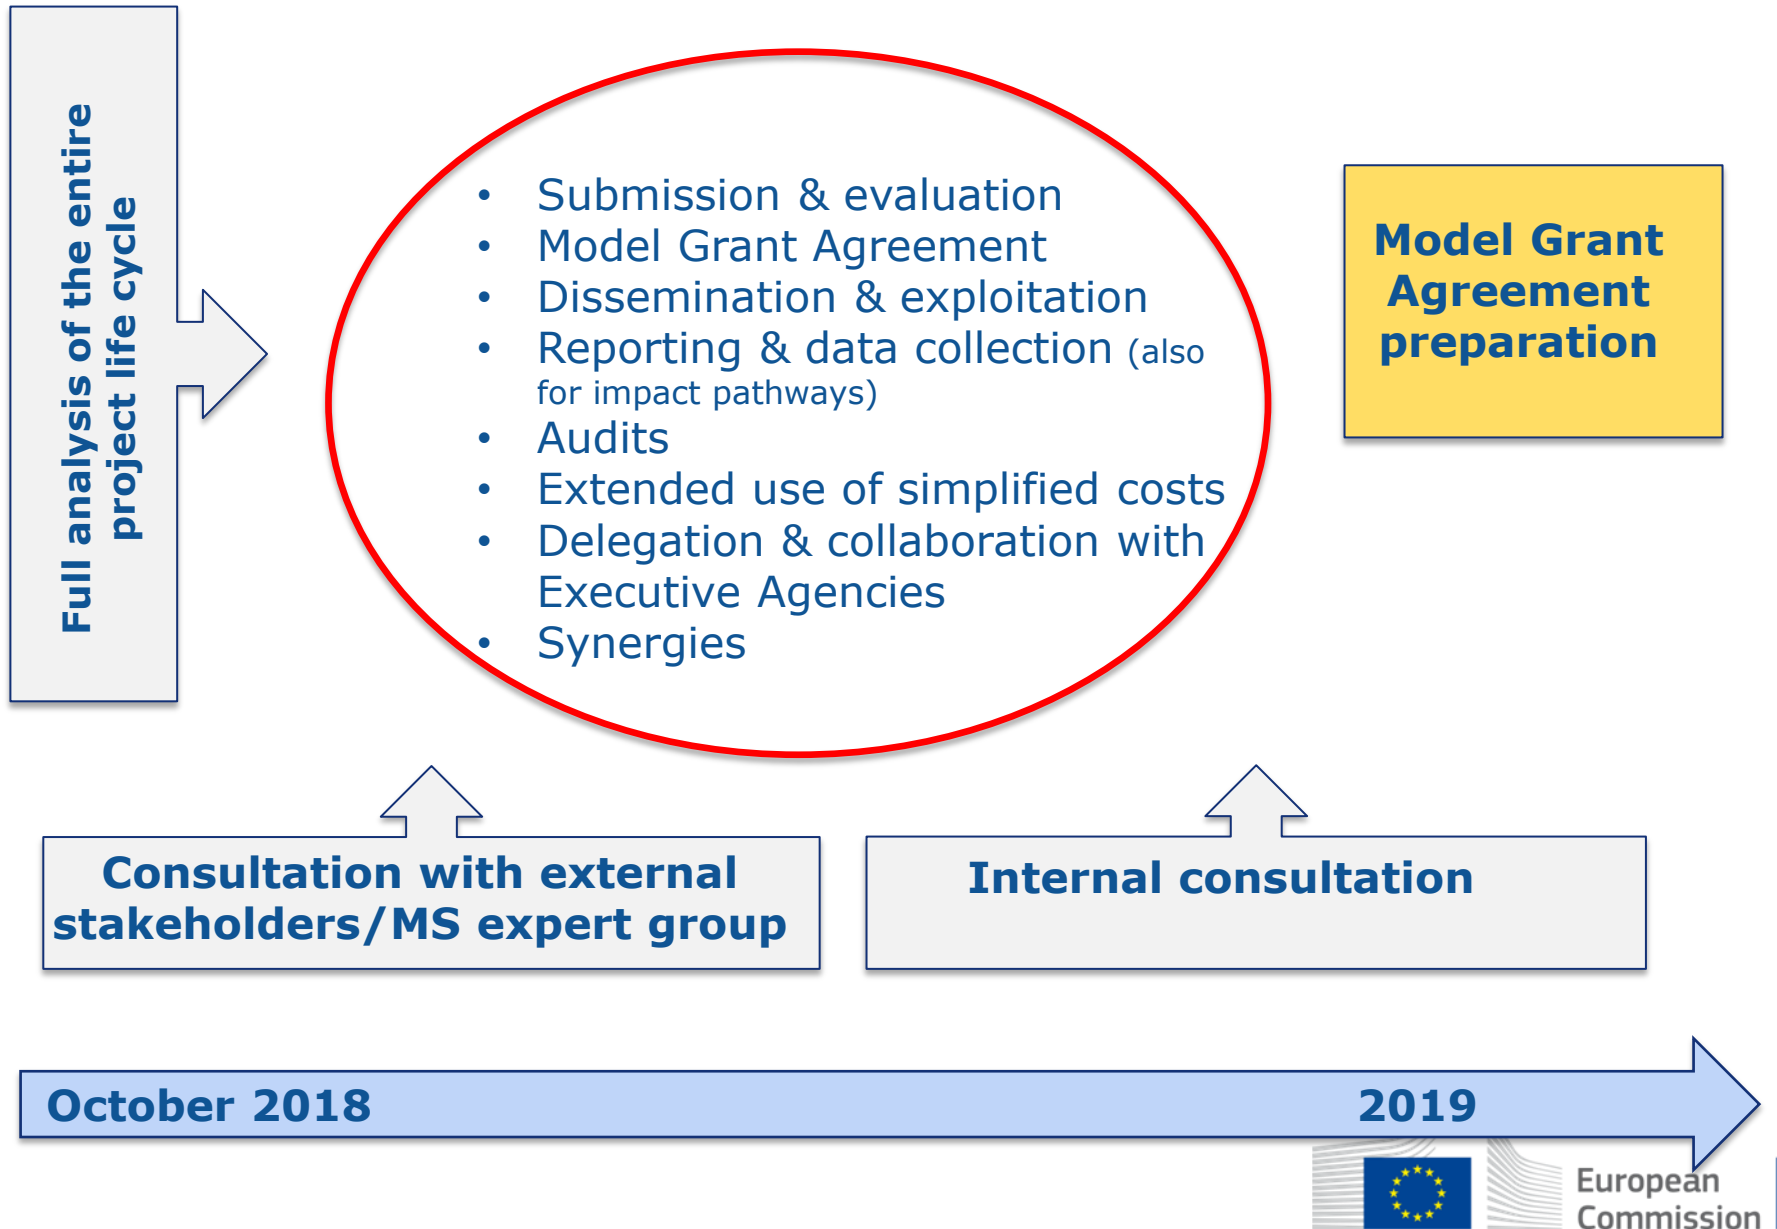 Full analysis of the entire
project life cycle
• Submission & evaluation
• Model Grant Agreement
• Dissemination & exploitation
• Reporting & data collection (also
for impact pathways)
• Audits
• Extended use of simplified costs
• Delegation & collaboration with
Executive Agencies
• Synergies
Model Grant
Agreement
preparation
Consultation with external
stakeholders/MS expert group
Internal consultation
October 2018
2019
European
Commission